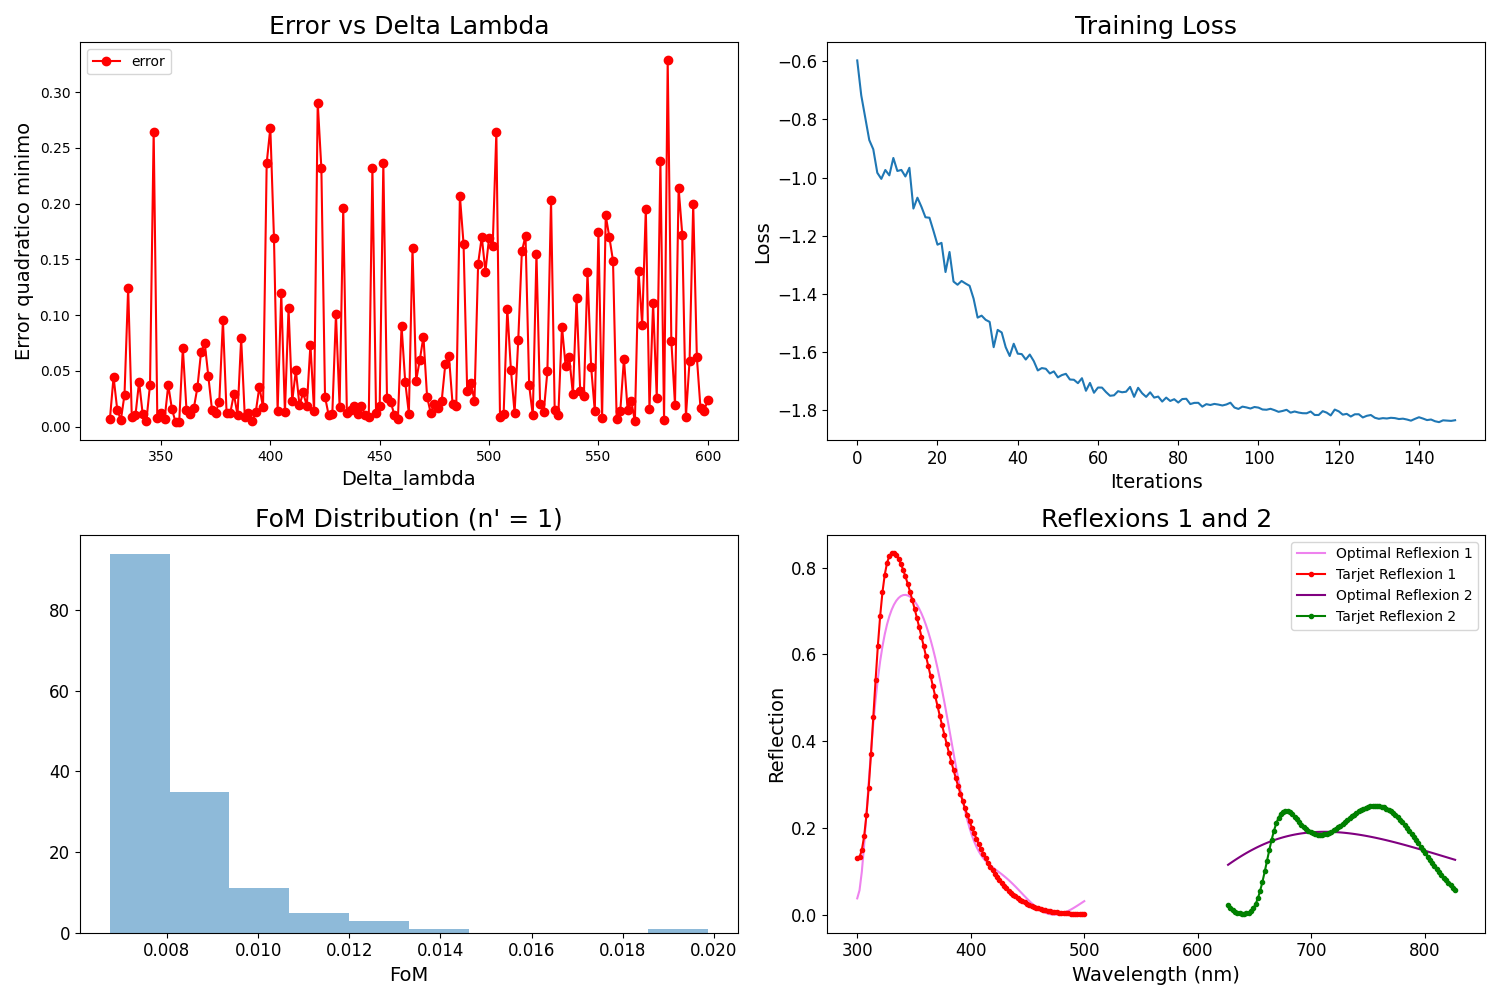 Error vs Delta Lambda
error
Error quadratico minimo
0.30
0.25
0.20
0.15
0.10
0.05
0.00
350 400 450 500 550 600
Delta_lambda
Training Loss
Loss
−0.6
−0.8
−1.0
−1.2
−1.4
−1.6
−1.8
0 20 40 60 80 100 120 140
Iterations
FoM Distribution (n' = 1)
80
60
40
20
0
0.008 0.010 0.012 0.014 0.016 0.018 0.020
FoM
Reflexions 1 and 2
Optimal Reflexion 1
Tarjet Reflexion 1
Optimal Reflexion 2
Tarjet Reflexion 2
Reflection
0.8
0.6
0.4
0.2
0.0
300 400 500 600 700 800
Wavelength (nm)